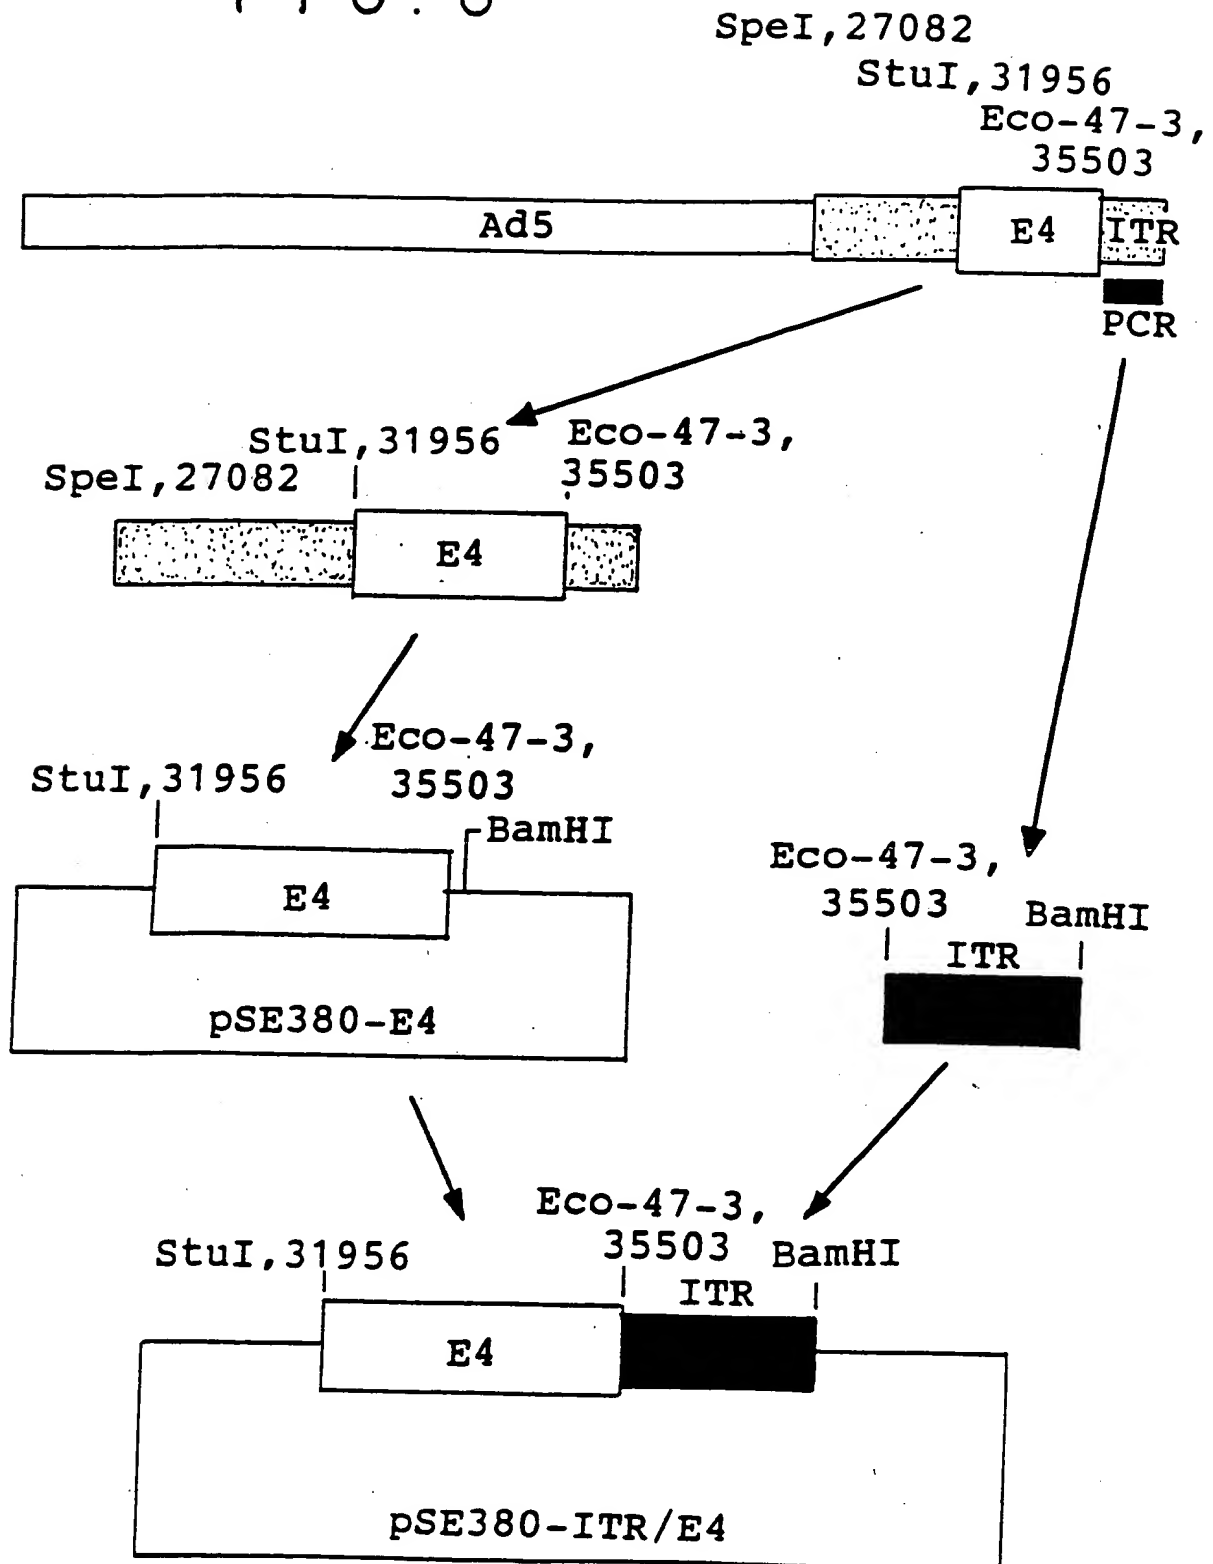 SpeI,27082
StuI,31956
Eco-47-3,
35503
Ad5
E4
ITR
PCR
StuI,31956
Eco-47-3,
35503
SpeI,27082
E4
Eco-47-3,
35503
StuI,31956
BamHI
E4
pSE380-E4
Eco-47-3,
35503
BamHI
ITR
Eco-47-3,
35503
StuI,31956
BamHI
ITR
E4
pSE380-ITR/E4